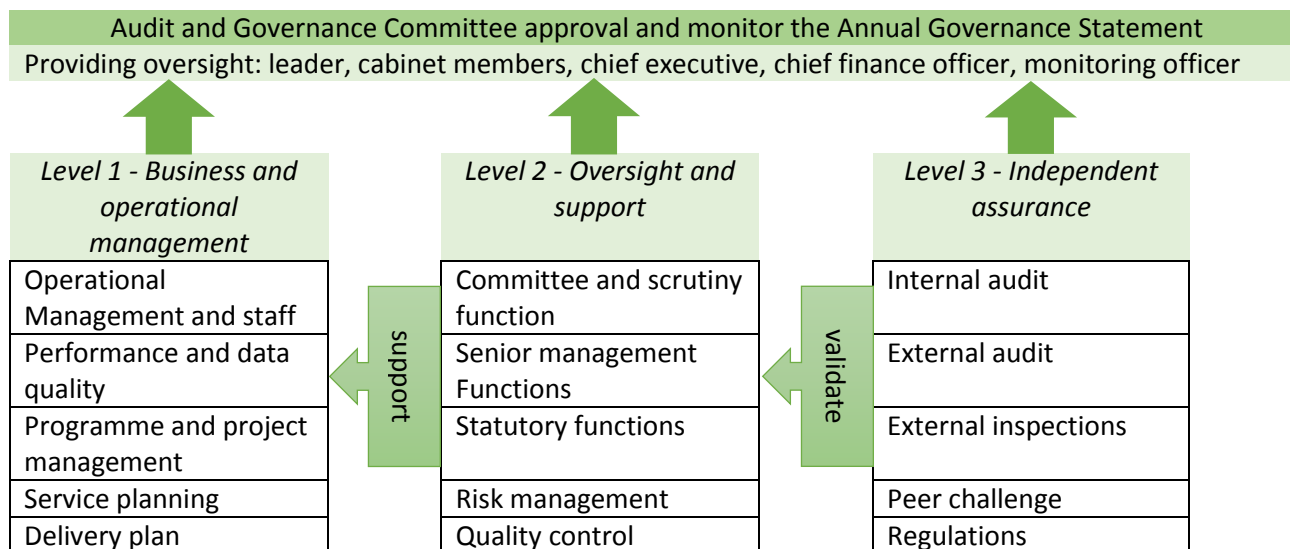 Audit and Governance Committee approval and monitor the Annual Governance Statement
Providing oversight: leader, cabinet members, chief executive, chief finance officer, monitoring officer
Level 1 - Business and
operational
management
Operational
Management and staff
Performance and data
quality
Programme and project
management
Service planning
Delivery plan
support
Level 2 - Oversight and
support
Committee and scrutiny
function
Senior management
Functions
Statutory functions
Risk management
Quality control
validate
Level 3 - Independent
assurance
Internal audit
External audit
External inspections
Peer challenge
Regulations